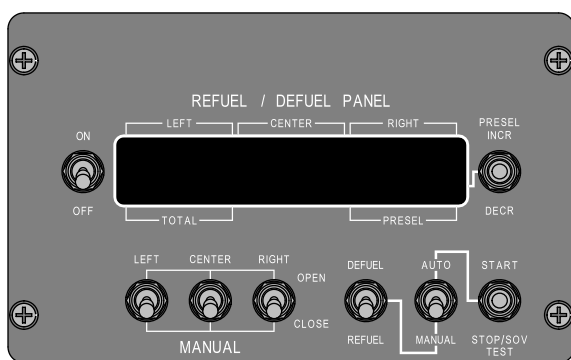 REFUEL / DEFUEL PANEL
LEFT CENTER RIGHT
ON
PRESEL
INCR
OFF
DECR
TOTAL PRESEL
LEFT CENTER RIGHT
DEFUEL AUTO START
OPEN
CLOSE
REFUEL MANUAL STOP/SOV
TEST
MANUAL